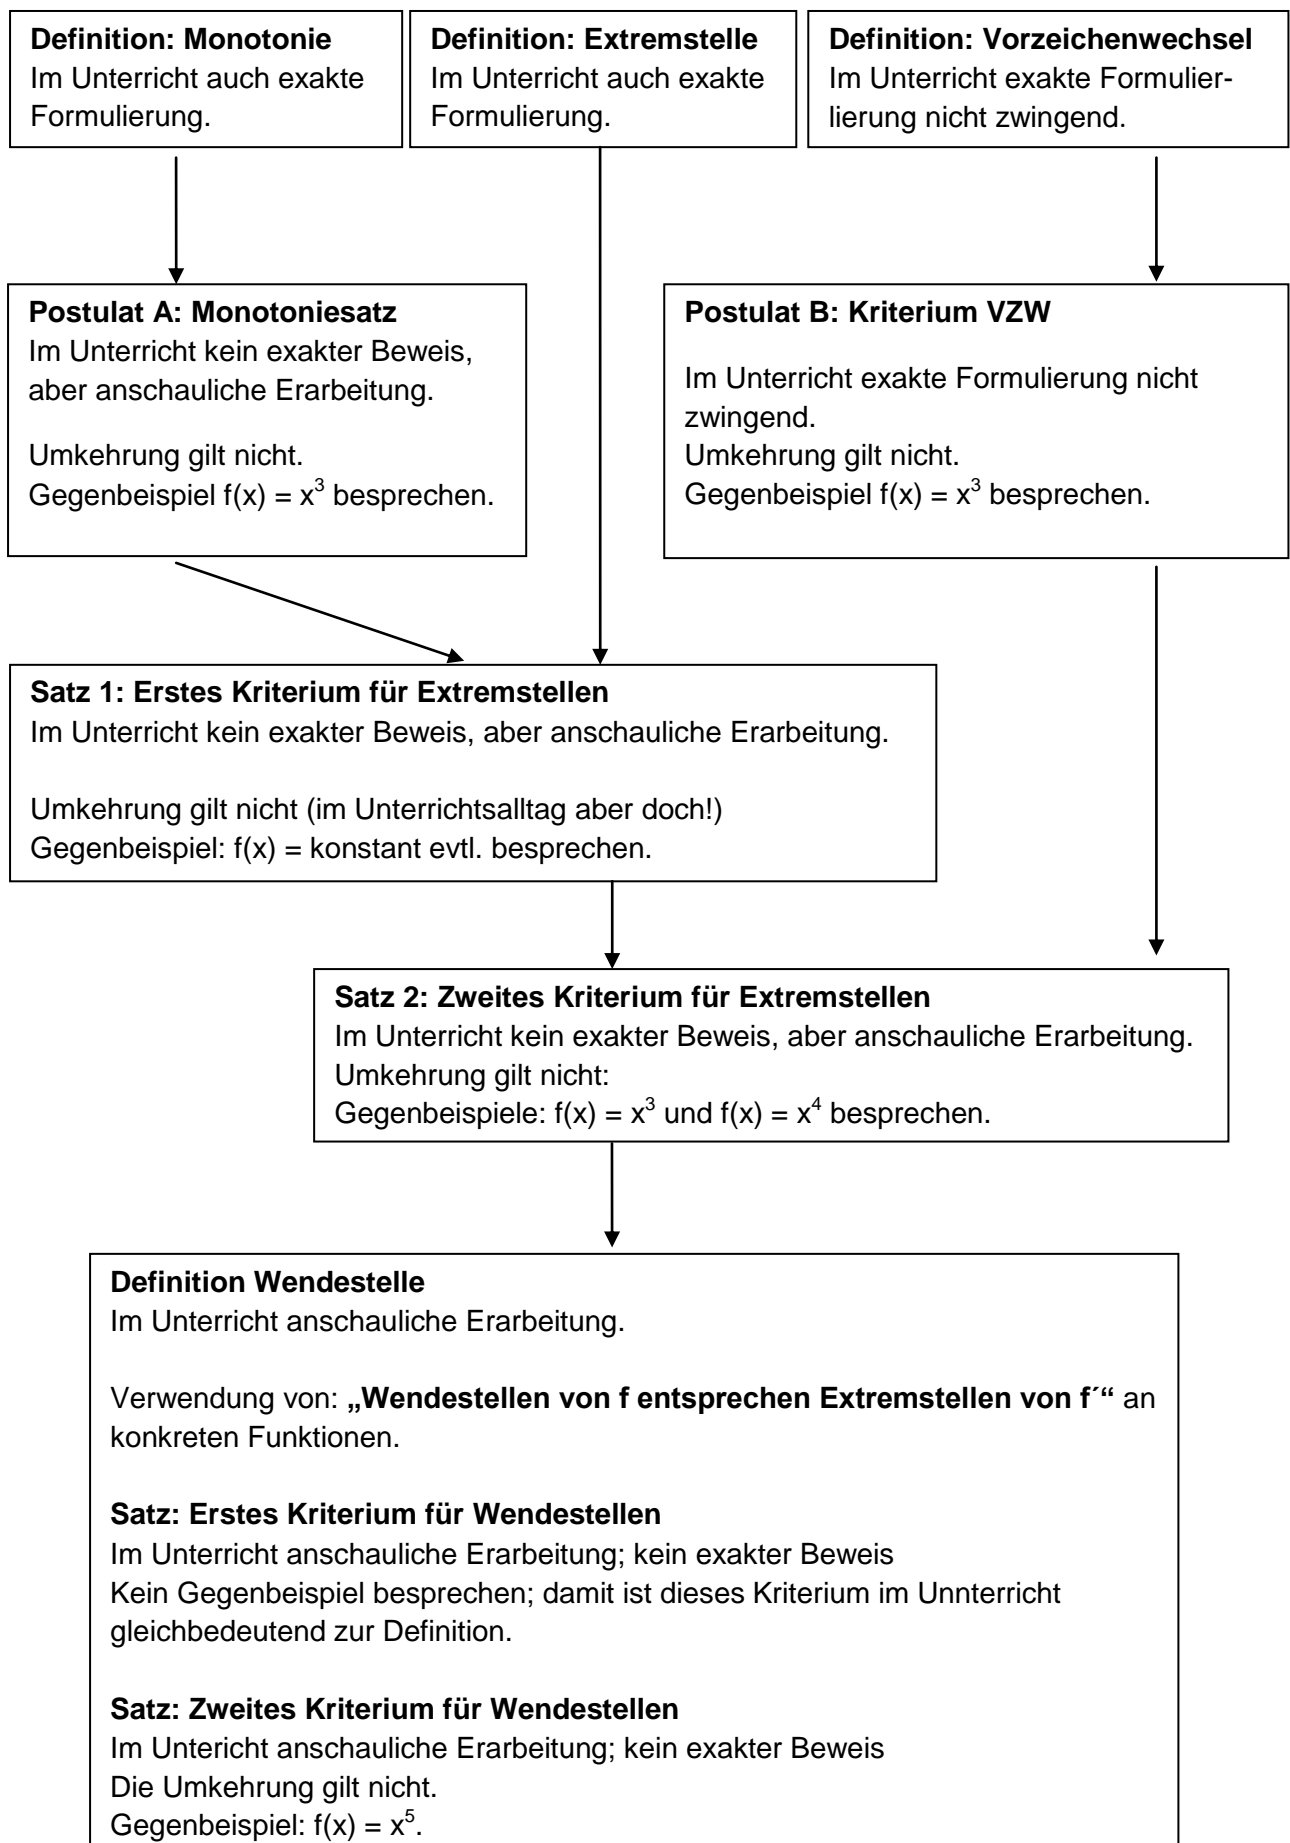 Definition: Monotonie
Im Unterricht auch exakte
Formulierung.
Definition: Extremstelle
Im Unterricht auch exakte
Formulierung.
Definition: Vorzeichenwechsel
Im Unterricht exakte Formulier-
lierung nicht zwingend.
Postulat A: Monotoniesatz
Im Unterricht kein exakter Beweis,
aber anschauliche Erarbeitung.
Umkehrung gilt nicht.
Gegenbeispiel f(x) = x³ besprechen.
Postulat B: Kriterium VZW
Im Unterricht exakte Formulierung nicht
zwingend.
Umkehrung gilt nicht.
Gegenbeispiel f(x) = x³ besprechen.
Satz 1: Erstes Kriterium für Extremstellen
Im Unterricht kein exakter Beweis, aber anschauliche Erarbeitung.
Umkehrung gilt nicht (im Unterrichtsalltag aber doch!)
Gegenbeispiel: f(x) = konstant evtl. besprechen.
Satz 2: Zweites Kriterium für Extremstellen
Im Unterricht kein exakter Beweis, aber anschauliche Erarbeitung.
Umkehrung gilt nicht:
Gegenbeispiele: f(x) = x³ und f(x) = x⁴ besprechen.
Definition Wendestelle
Im Unterricht anschauliche Erarbeitung.
Verwendung von: „Wendestellen von f entsprechen Extremstellen von f´“ an
konkreten Funktionen.
Satz: Erstes Kriterium für Wendestellen
Im Unterricht anschauliche Erarbeitung; kein exakter Beweis
Kein Gegenbeispiel besprechen; damit ist dieses Kriterium im Unnterricht
gleichbedeutend zur Definition.
Satz: Zweites Kriterium für Wendestellen
Im Untericht anschauliche Erarbeitung; kein exakter Beweis
Die Umkehrung gilt nicht.
Gegenbeispiel: f(x) = x⁵.